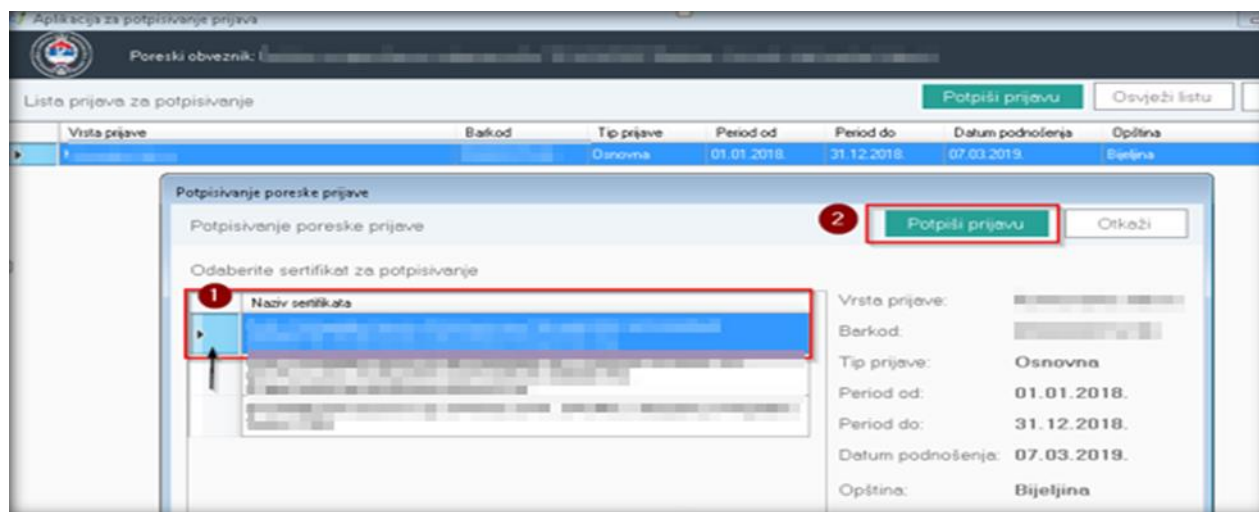 Aplikacija za potpisivanje prijava
Poreski obveznik:
Lista prijava za potpisivanje
Potpiši prijavu
Osvježi listu
Vrsta prijave Barkod Tip prijave Period od Period do Datum podnošenja Opština
Osnovna 01.01.2018. 31.12.2018. 07.03.2019. Bijeljina
Potpisivanje poreske prijave
Potpisivanje poreske prijave
2
Potpiši prijavu
Otkaži
Odaberite sertifikat za potpisivanje
1
Naziv sertifikata
Vrsta prijave:
Barkod:
Tip prijave: Osnovna
Period od: 01.01.2018.
Period do: 31.12.2018.
Datum podnošenja: 07.03.2019.
Opština: Bijeljina